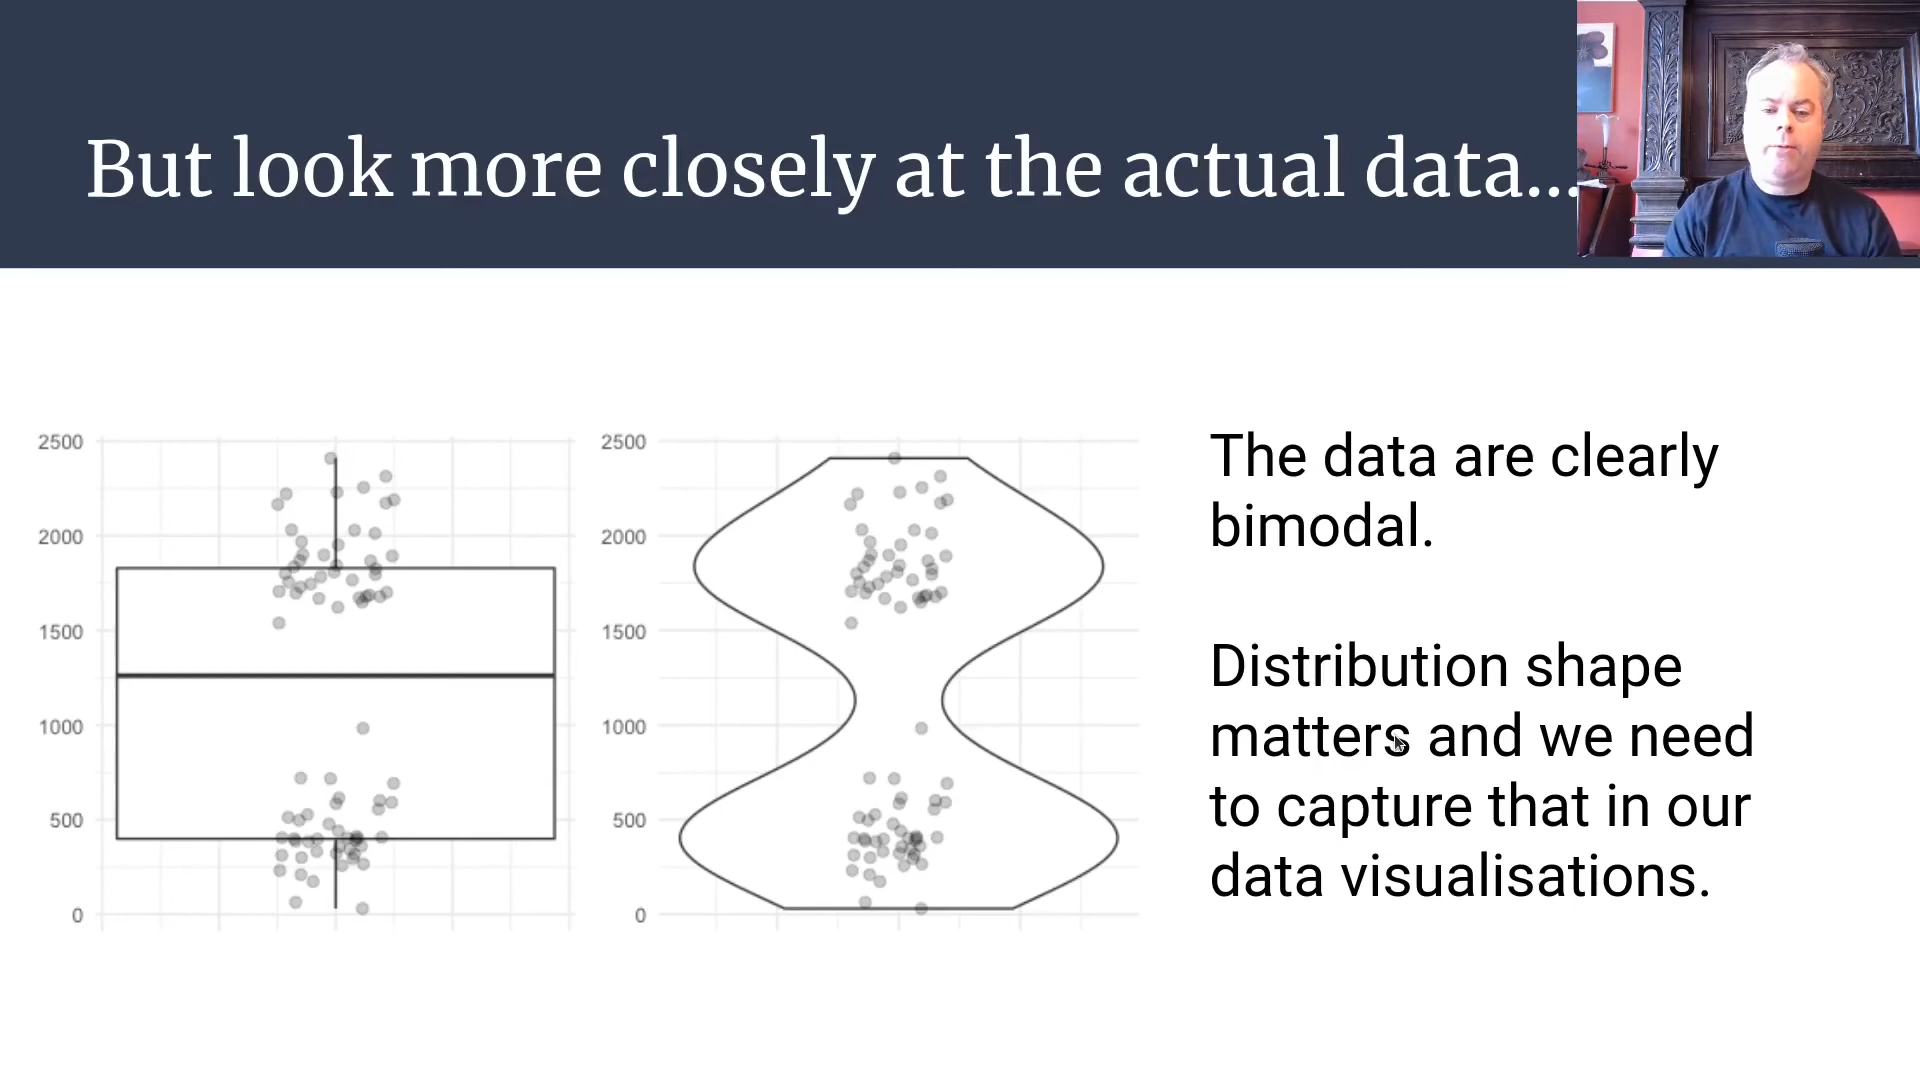 But look more closely at the actual data...
2500
2000
1500
1000
500
0
2500
2000
1500
1000
500
0
The data are clearly
bimodal.
Distribution shape
matters and we need
to capture that in our
data visualisations.